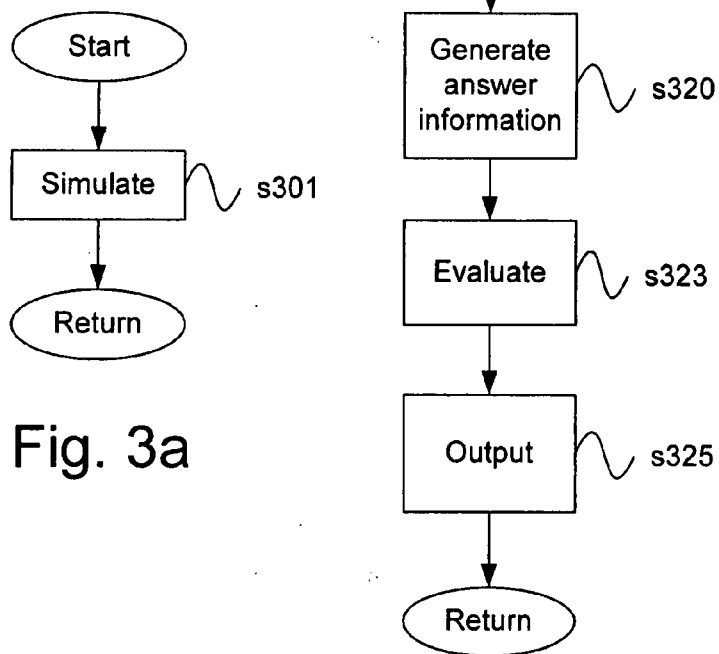 Start
Simulate
s301
Return
Fig. 3a
Generate
answer
information
s320
Evaluate
s323
Output
s325
Return